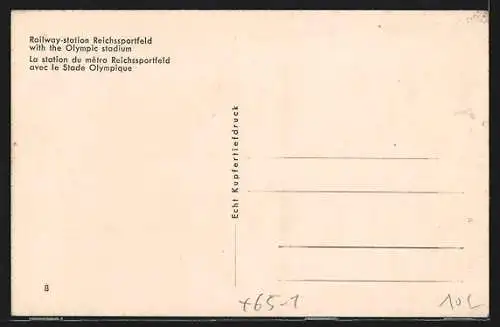 Railway-station Reichssportfeld
with the Olympic stadium
La station du métro Reichssportfeld
avec le Stade Olympique
Echt Kupfertiefdruck
8
+65-1